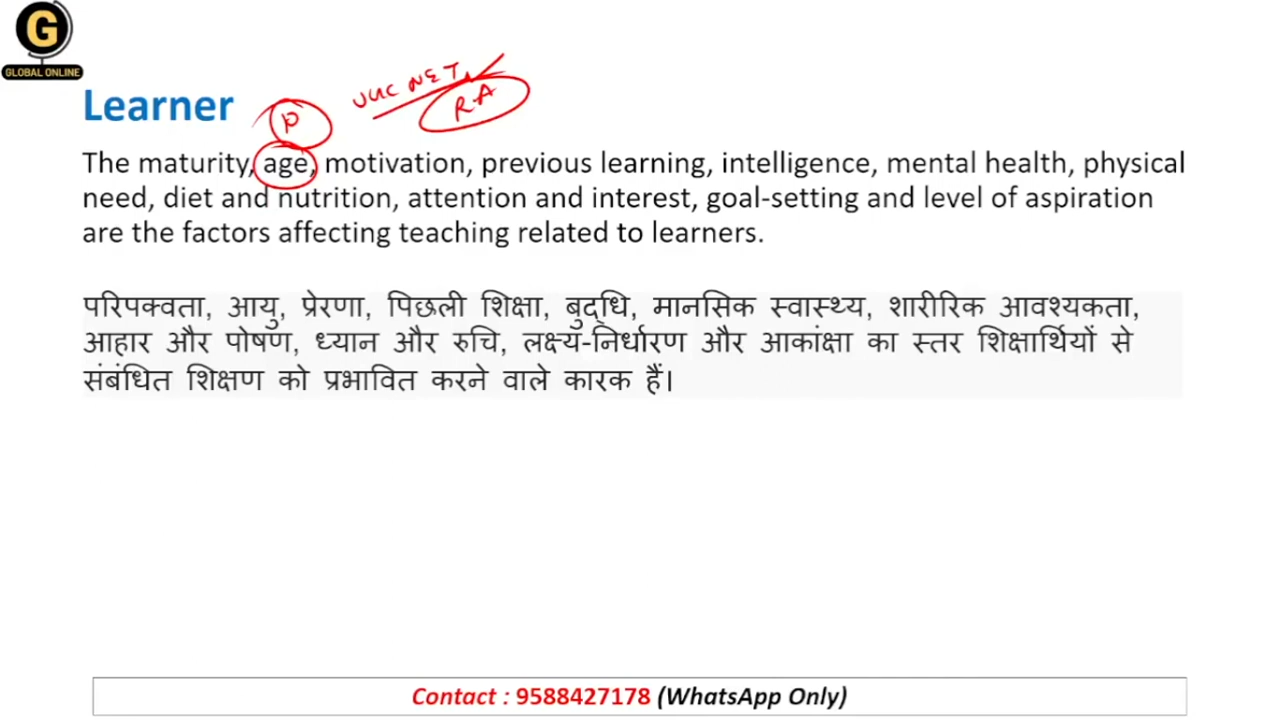 G
GLOBAL ONLINE
UGC NET
RA
P
Learner
The maturity, age, motivation, previous learning, intelligence, mental health, physical
need, diet and nutrition, attention and interest, goal-setting and level of aspiration
are the factors affecting teaching related to learners.
परिपक्वता, आयु, प्रेरणा, पिछली शिक्षा, बुद्धि, मानसिक स्वास्थ्य, शारीरिक आवश्यकता,
आहार और पोषण, ध्यान और रुचि, लक्ष्य-निर्धारण और आकांक्षा का स्तर शिक्षार्थियों से
संबंधित शिक्षण को प्रभावित करने वाले कारक हैं।
Contact : 9588427178 (WhatsApp Only)